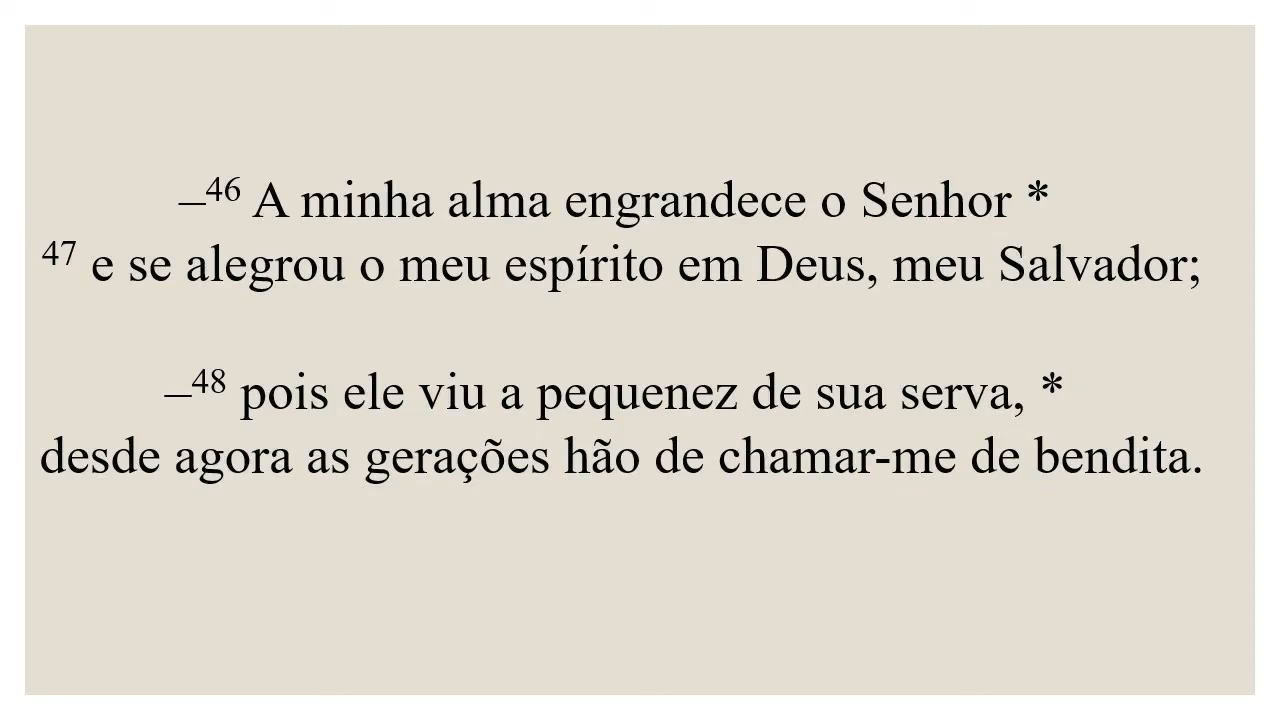 –46 A minha alma engrandece o Senhor *
47 e se alegrou o meu espírito em Deus, meu Salvador;
–48 pois ele viu a pequenez de sua serva, *
desde agora as gerações hão de chamar-me de bendita.